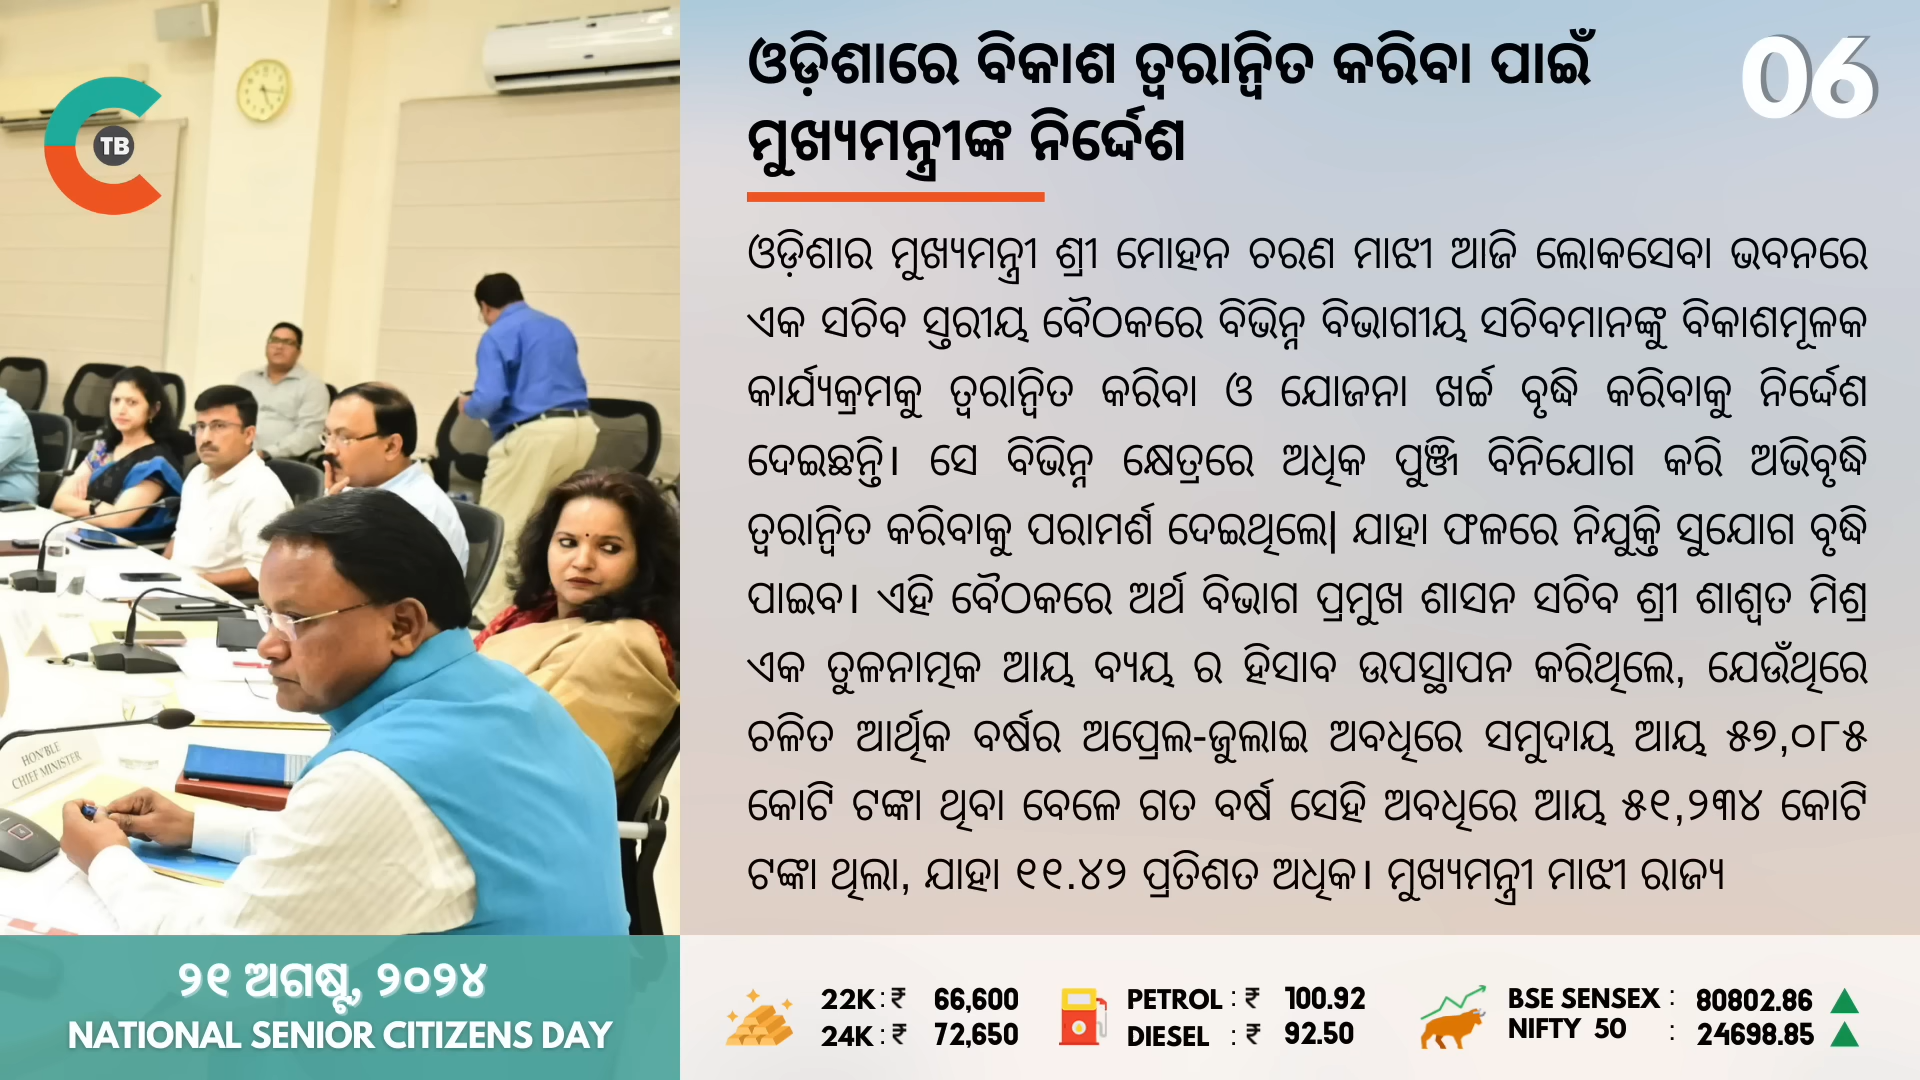 TB
ଓଡ଼ିଶାରେ ବିକାଶ ତ୍ୱରାନ୍ୱିତ କରିବା ପାଇଁ
ମୁଖ୍ୟମନ୍ତ୍ରୀଙ୍କ ନିର୍ଦ୍ଦେଶ
06
ଓଡ଼ିଶାର ମୁଖ୍ୟମନ୍ତ୍ରୀ ଶ୍ରୀ ମୋହନ ଚରଣ ମାଝୀ ଆଜି ଲୋକସେବା ଭବନରେ
ଏକ ସଚିବ ସ୍ତରୀୟ ବୈଠକରେ ବିଭିନ୍ନ ବିଭାଗୀୟ ସଚିବମାନଙ୍କୁ ବିକାଶମୂଳକ
କାର୍ଯ୍ୟକ୍ରମକୁ ତ୍ୱରାନ୍ୱିତ କରିବା ଓ ଯୋଜନା ଖର୍ଚ୍ଚ ବୃଦ୍ଧି କରିବାକୁ ନିର୍ଦ୍ଦେଶ
ଦେଇଛନ୍ତି। ସେ ବିଭିନ୍ନ କ୍ଷେତ୍ରରେ ଅଧିକ ପୁଞ୍ଜି ବିନିଯୋଗ କରି ଅଭିବୃଦ୍ଧି
ତ୍ୱରାନ୍ୱିତ କରିବାକୁ ପରାମର୍ଶ ଦେଇଥିଲେ| ଯାହା ଫଳରେ ନିଯୁକ୍ତି ସୁଯୋଗ ବୃଦ୍ଧି
ପାଇବ। ଏହି ବୈଠକରେ ଅର୍ଥ ବିଭାଗ ପ୍ରମୁଖ ଶାସନ ସଚିବ ଶ୍ରୀ ଶାଶ୍ୱତ ମିଶ୍ର
ଏକ ତୁଳନାତ୍ମକ ଆୟ ବ୍ୟୟ ର ହିସାବ ଉପସ୍ଥାପନ କରିଥିଲେ, ଯେଉଁଥିରେ
ଚଳିତ ଆର୍ଥିକ ବର୍ଷର ଅପ୍ରେଲ-ଜୁଲାଇ ଅବଧିରେ ସମୁଦାୟ ଆୟ ୫୭,୦୮୫
କୋଟି ଟଙ୍କା ଥିବା ବେଳେ ଗତ ବର୍ଷ ସେହି ଅବଧିରେ ଆୟ ୫୧,୨୩୪ କୋଟି
ଟଙ୍କା ଥିଲା, ଯାହା ୧୧.୪୨ ପ୍ରତିଶତ ଅଧିକ। ମୁଖ୍ୟମନ୍ତ୍ରୀ ମାଝୀ ରାଜ୍ୟ
HON'BLE
CHIEF MINISTER
୨୧ ଅଗଷ୍ଟ, ୨୦୨୪
NATIONAL SENIOR CITIZENS DAY
22K : ₹ 66,600
24K : ₹ 72,650
PETROL : ₹ 100.92
DIESEL : ₹ 92.50
BSE SENSEX : 80802.86
NIFTY 50 : 24698.85